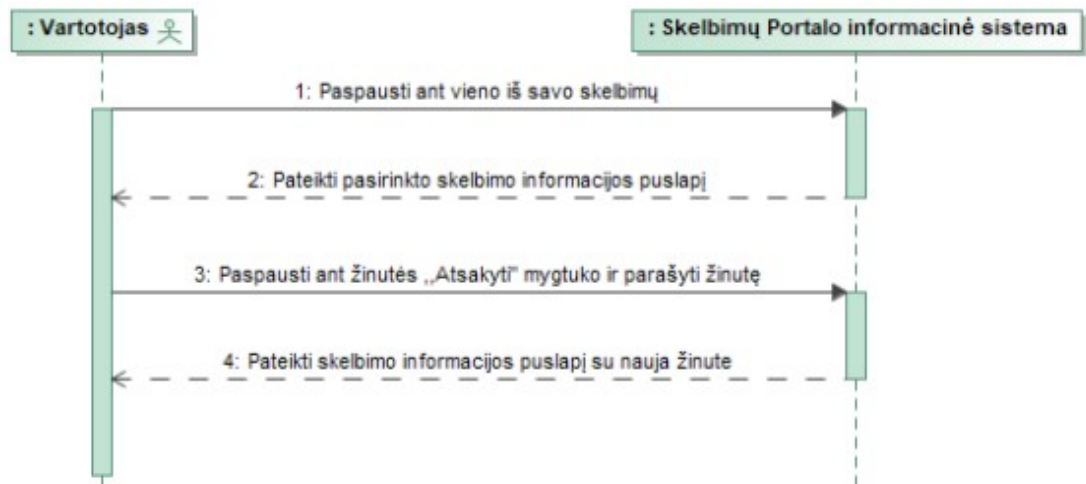 : Vartotojas
: Skelbimų Portalo informacinė sistema
1: Paspausti ant vieno iš savo skelbimų
2: Pateikti pasirinkto skelbimo informacijos puslapį
3: Paspausti ant žinutės ,,Atsakyti" mygtuko ir parašyti žinutę
4: Pateikti skelbimo informacijos puslapį su nauja žinute